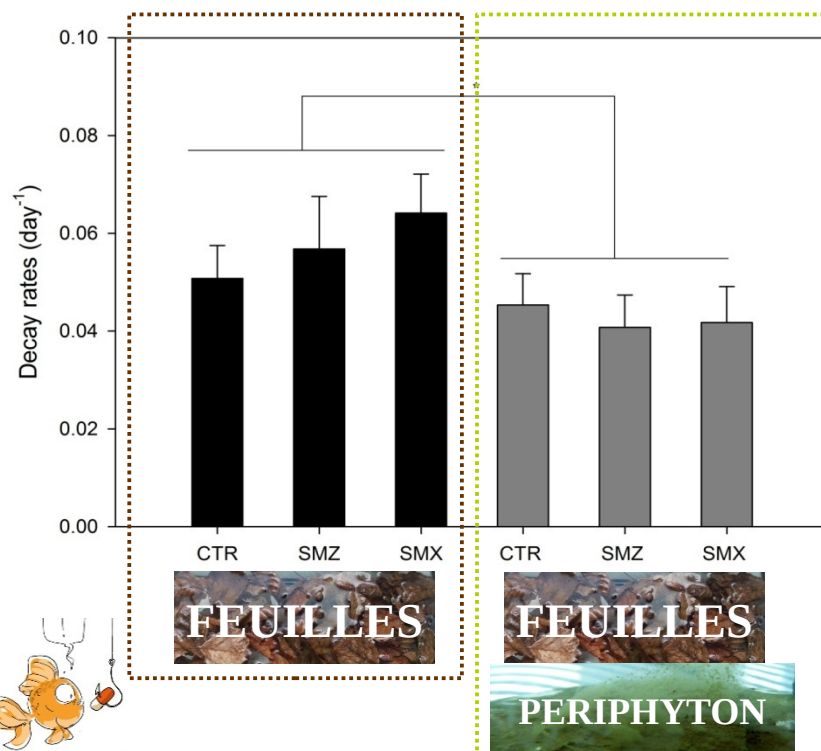 0.10
*
0.08
0.06
0.04
0.02
0.00
Decay rates (day⁻¹)
CTR SMZ SMX CTR SMZ SMX
FEUILLES FEUILLES
PERIPHYTON